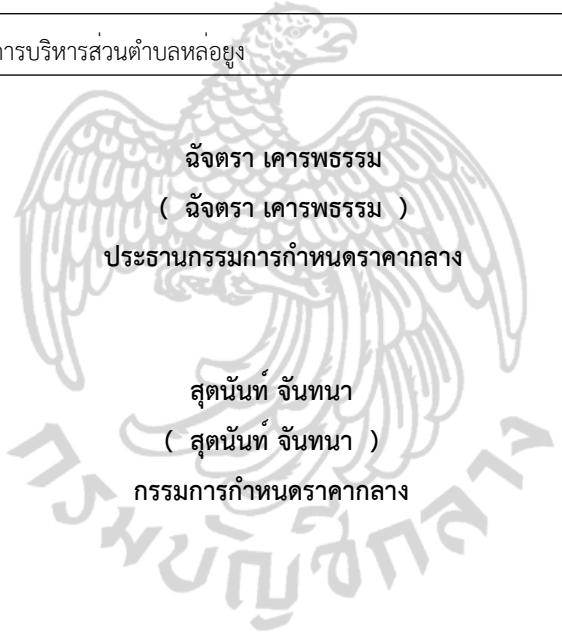 การบริหารส่วนตำบลหล่อยูง
ฉัจตรา เคารพธรรม
( ฉัจตรา เคารพธรรม )
ประธานกรรมการกำหนดราคากลาง
สุตนันท์ จันทนา
( สุตนันท์ จันทนา )
กรรมการกำหนดราคากลาง
กรมบัญชีกลาง